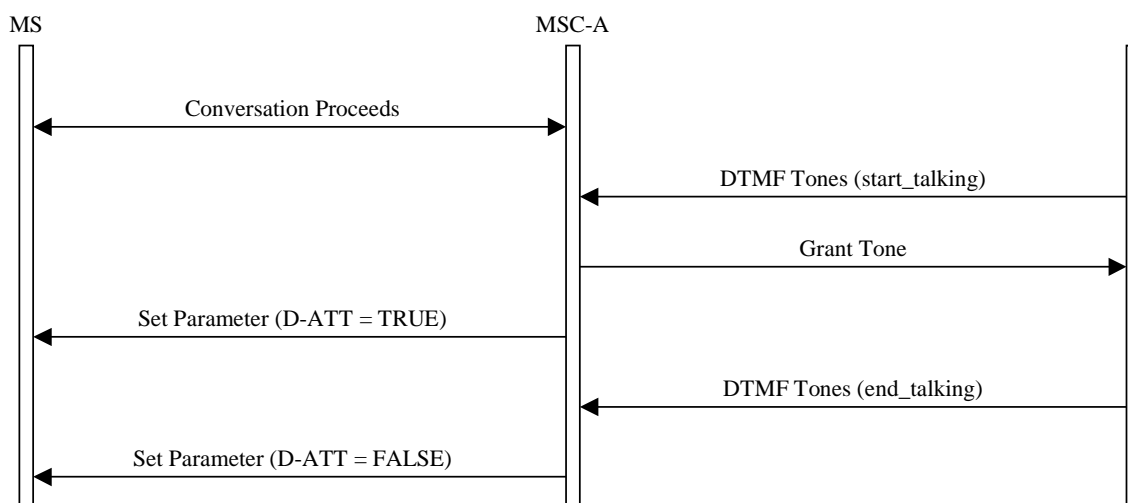 MS
MSC-A
Conversation Proceeds
DTMF Tones (start_talking)
Grant Tone
Set Parameter (D-ATT = TRUE)
DTMF Tones (end_talking)
Set Parameter (D-ATT = FALSE)